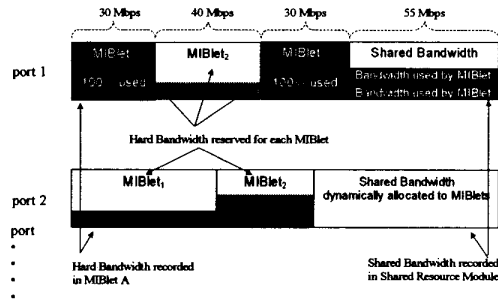 30 Mbps 40 Mbps 30 Mbps 55 Mbps
port 1
MIBlet MIBlet₂ MIBlet Shared Bandwidth
used used
Bandwidth used by MIBlet
Bandwidth used by MIBlet
Hard Bandwidth reserved for each MIBlet
port 2
MIBlet₁ MIBlet₂ Shared Bandwidth
dynamically allocated to MIBlets
port
Hard Bandwidth recorded
in MIBlet A
Shared Bandwidth recorded
in Shared Resource Module